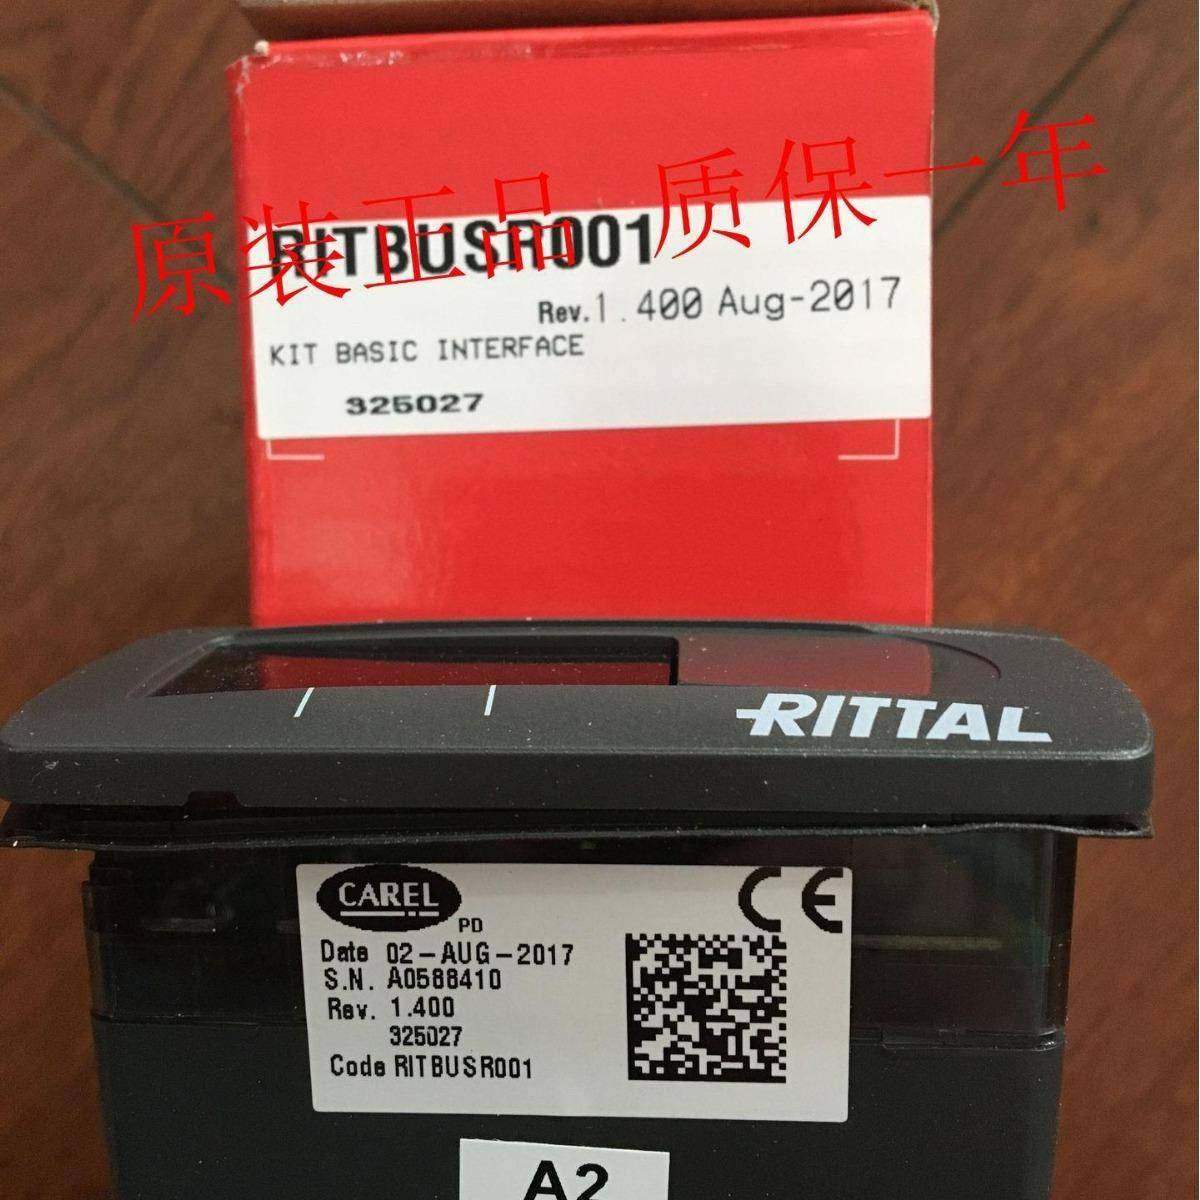 原装正品 质保一年
RITBUSR001
Rev.1.400 Aug-2017
KIT BASIC INTERFACE
325027
RITTAL
CAREL
PD
CE
Date 02-AUG-2017
S.N. A0588410
Rev. 1.400
325027
Code RITBUSR001
A2